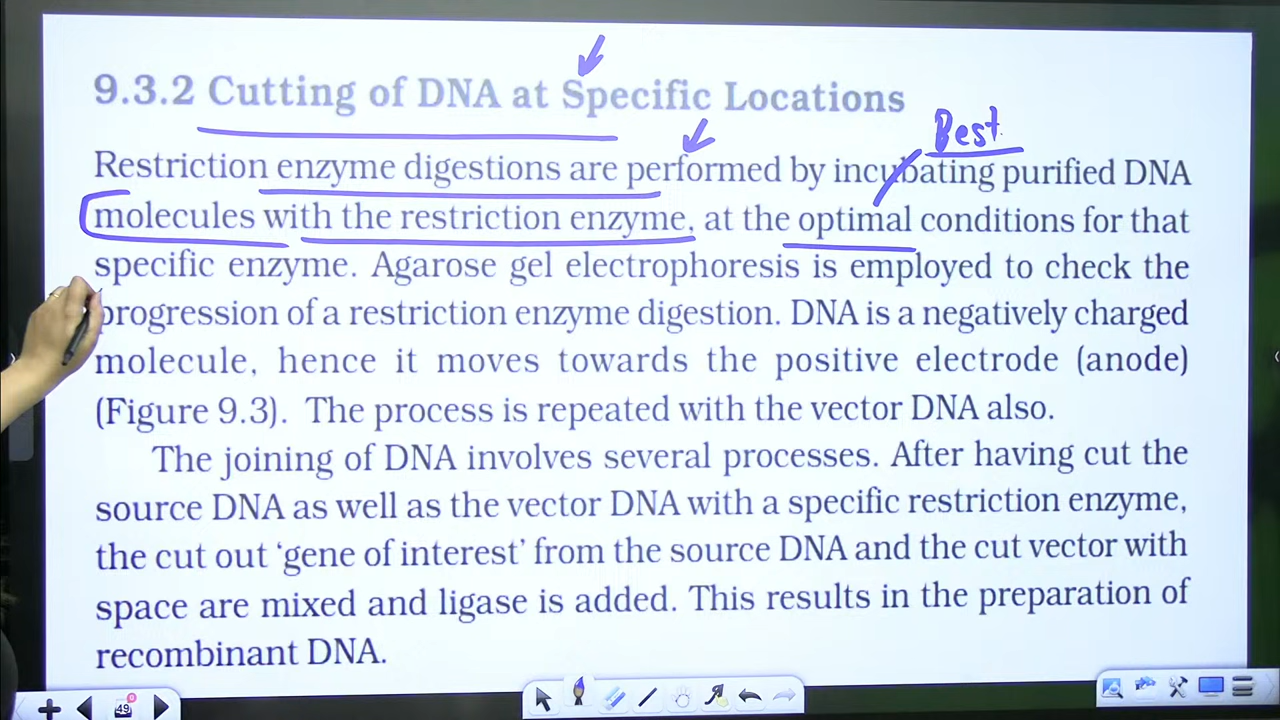 9.3.2 Cutting of DNA at Specific Locations
Best
Restriction enzyme digestions are performed by incubating purified DNA
molecules with the restriction enzyme, at the optimal conditions for that
specific enzyme. Agarose gel electrophoresis is employed to check the
progression of a restriction enzyme digestion. DNA is a negatively charged
molecule, hence it moves towards the positive electrode (anode)
(Figure 9.3). The process is repeated with the vector DNA also.
The joining of DNA involves several processes. After having cut the
source DNA as well as the vector DNA with a specific restriction enzyme,
the cut out ‘gene of interest’ from the source DNA and the cut vector with
space are mixed and ligase is added. This results in the preparation of
recombinant DNA.
49